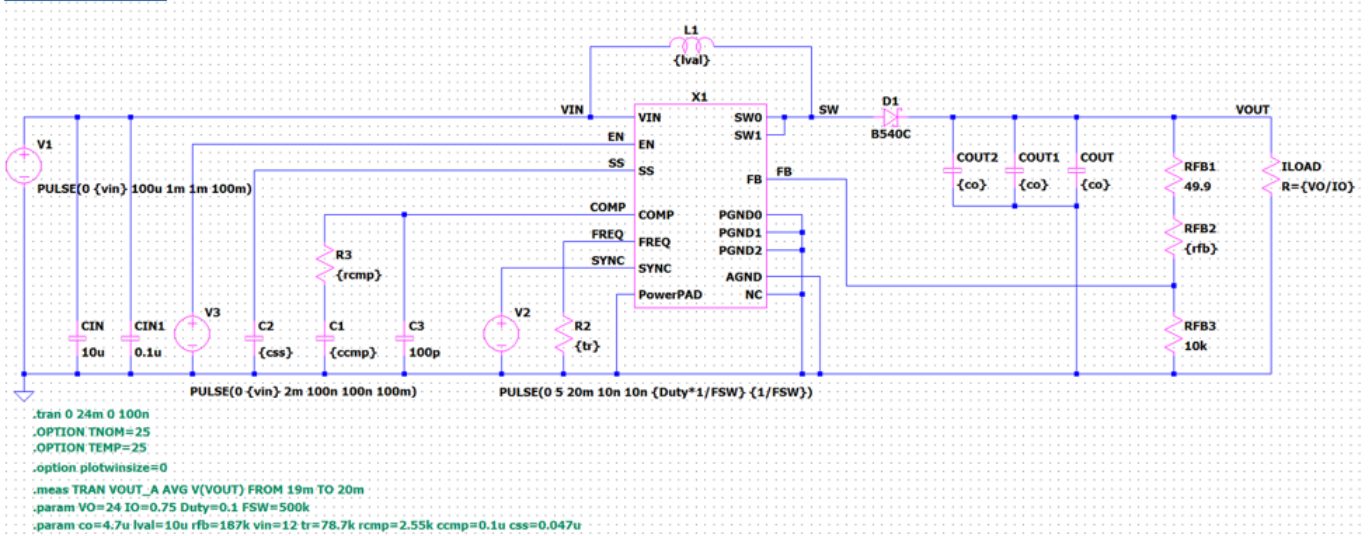 L1
{lval}
X1
VIN
VIN
SW0
SW
D1
B540C
VOUT
SW1
V1
EN
EN
PULSE(0 {vin} 100u 1m 1m 100m)
SS
SS
FB
FB
COUT2
{co}
COUT1
{co}
COUT
{co}
RFB1
49.9
ILOAD
R={VO/IO}
COMP
COMP
PGND0
FREQ
FREQ
PGND1
RFB2
{rfb}
PGND2
R3
{rcmp}
SYNC
SYNC
AGND
PowerPAD
NC
CIN
10u
CIN1
0.1u
V3
C2
{css}
C1
{ccmp}
C3
100p
V2
R2
{tr}
RFB3
10k
PULSE(0 {vin} 2m 100n 100n 100m)
PULSE(0 5 20m 10n 10n {Duty*1/FSW} {1/FSW})
.tran 0 24m 0 100n
.OPTION TNOM=25
.OPTION TEMP=25
.option plotwinsize=0
.meas TRAN VOUT_A AVG V(VOUT) FROM 19m TO 20m
.param VO=24 IO=0.75 Duty=0.1 FSW=500k
.param co=4.7u lval=10u rfb=187k vin=12 tr=78.7k rcmp=2.55k ccmp=0.1u css=0.047u